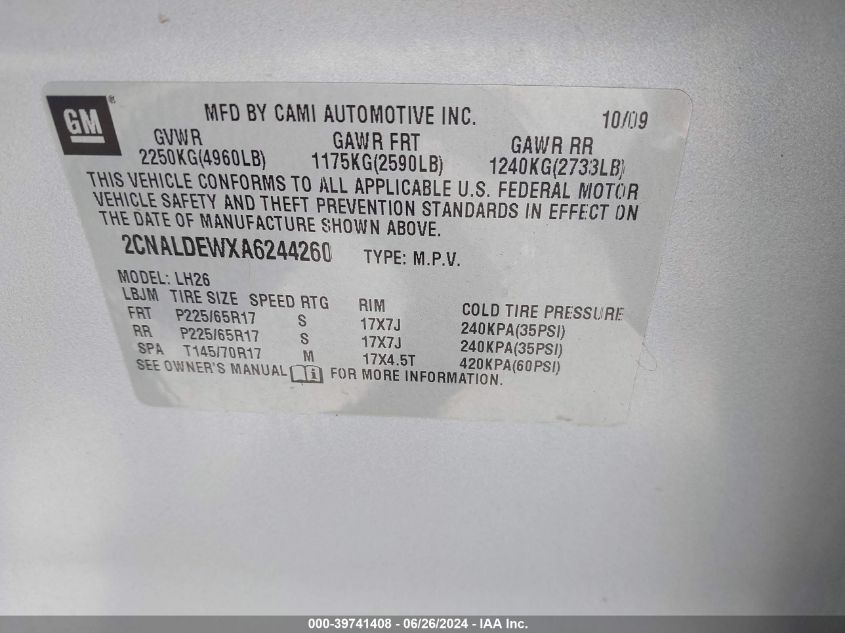 GM ®
MFD BY CAMI AUTOMOTIVE INC. 10/09
GVWR GAWR FRT GAWR RR
2250KG(4960LB) 1175KG(2590LB) 1240KG(2733LB)
THIS VEHICLE CONFORMS TO ALL APPLICABLE U.S. FEDERAL MOTOR
VEHICLE SAFETY AND THEFT PREVENTION STANDARDS IN EFFECT ON
THE DATE OF MANUFACTURE SHOWN ABOVE.
2CNALDEWXA6244260 TYPE: M.P.V.
MODEL: LH26
LBJM TIRE SIZE SPEED RTG RIM COLD TIRE PRESSURE
FRT P225/65R17 S 17X7J 240KPA(35PSI)
RR P225/65R17 S 17X7J 240KPA(35PSI)
SPA T145/70R17 M 17X4.5T 420KPA(60PSI)
SEE OWNER'S MANUAL FOR MORE INFORMATION.
000-39741408 - 06/26/2024 - IAA Inc.